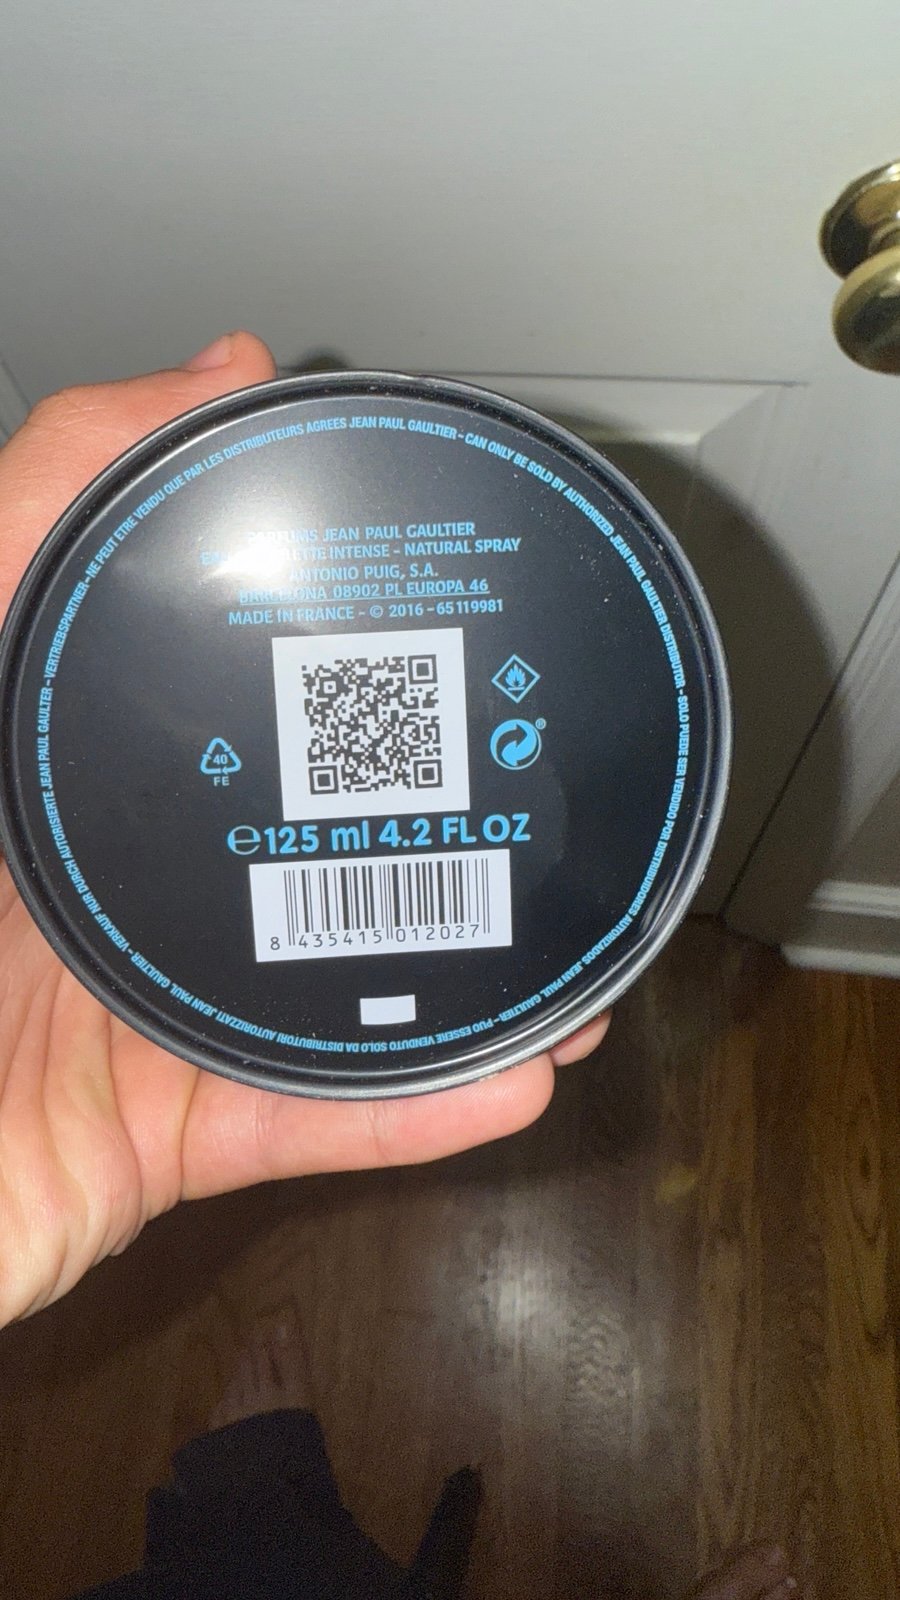 NE PEUT ETRE VENDU QUE PAR LES DISTRIBUTEURS AGREES JEAN PAUL GAULTIER - CAN ONLY BE SOLD BY AUTHORIZED JEAN PAUL GAULTIER DISTRIBUTOR - SOLO PUEDE SER VENDIDO POR DISTRIBUIDORES AUTORIZADOS JEAN PAUL GAULTIER - PUO ESSERE VENDUTO SOLO DA DISTRIBUTORI AUTORIZZATI JEAN PAUL GAULTIER - VERKAUF NUR DURCH AUTORISIERTE JEAN PAUL GAULTER - VERTRIEBSPARTNER -
PARFUMS JEAN PAUL GAULTIER
EAU INTENSE - NATURAL SPRAY
ANTONIO PUIG, S.A.
BARCELONA 08902 PL EUROPA 46
MADE IN FRANCE - © 2016 - 65119981
40
FE
®
℮125 ml 4.2 FL OZ
8 435415 012027